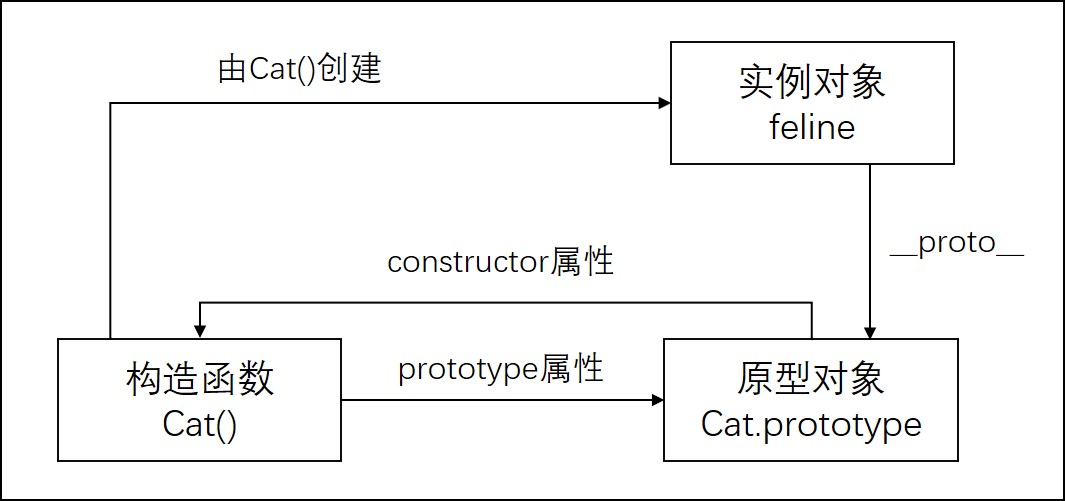 由Cat()创建
实例对象
feline
__proto__
constructor属性
构造函数
Cat()
prototype属性
原型对象
Cat.prototype